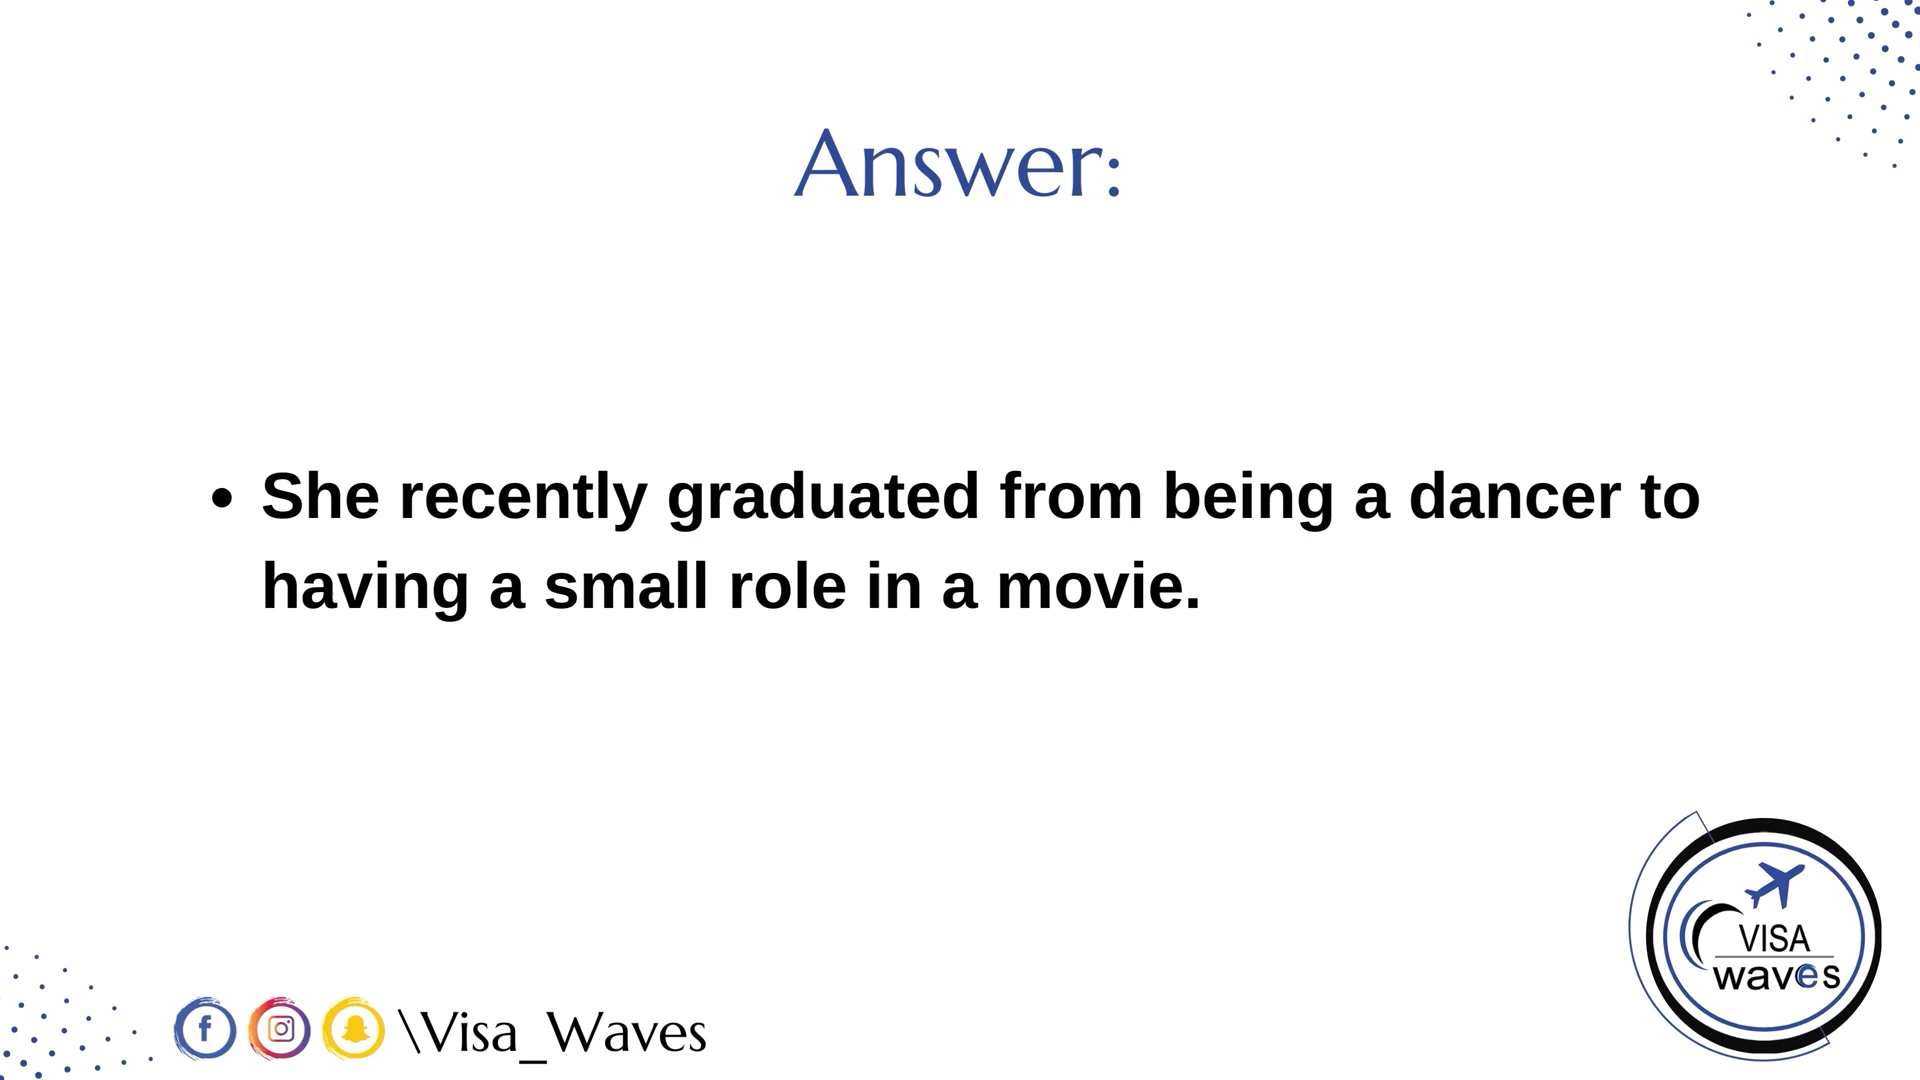 Answer:
• She recently graduated from being a dancer to
having a small role in a movie.
\Visa_Waves
VISA
waves